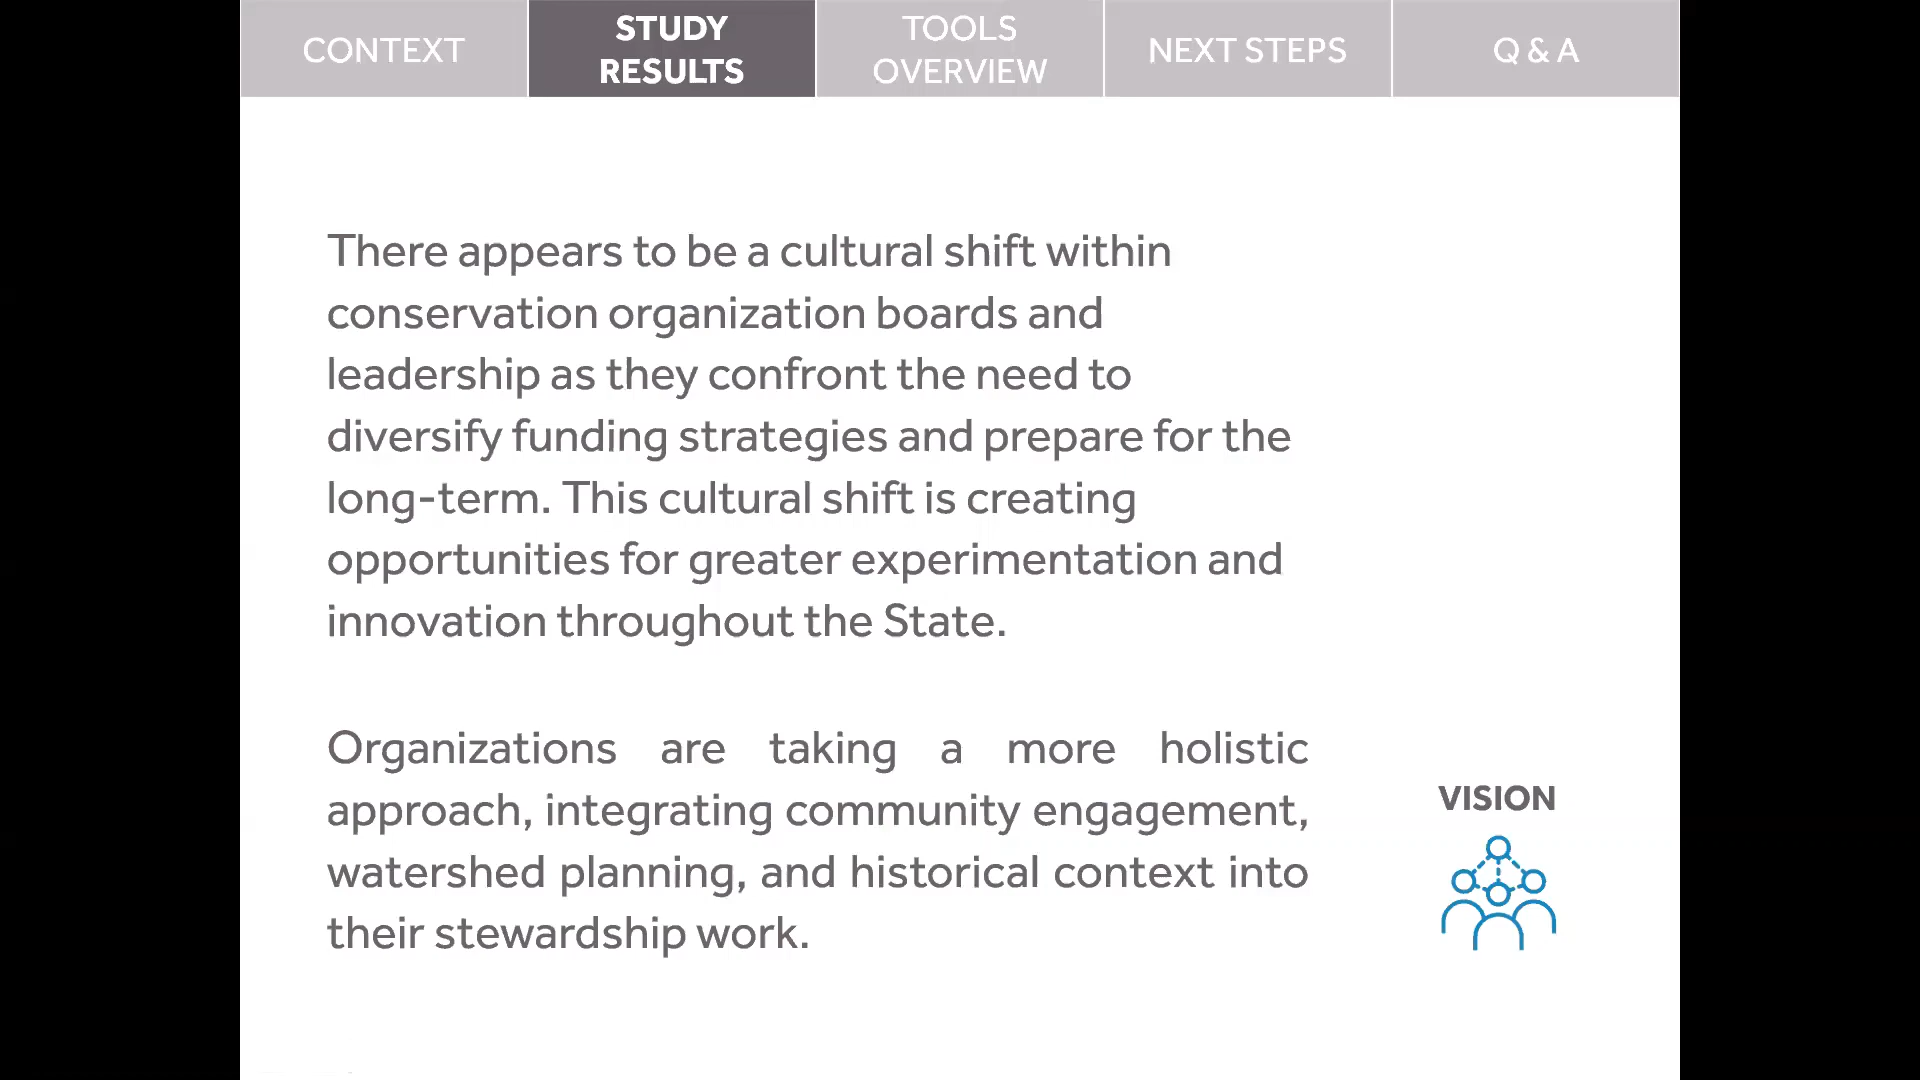 CONTEXT
STUDY
RESULTS
TOOLS
OVERVIEW
NEXT STEPS
Q & A
There appears to be a cultural shift within
conservation organization boards and
leadership as they confront the need to
diversify funding strategies and prepare for the
long-term. This cultural shift is creating
opportunities for greater experimentation and
innovation throughout the State.
Organizations are taking a more holistic
approach, integrating community engagement,
watershed planning, and historical context into
their stewardship work.
VISION